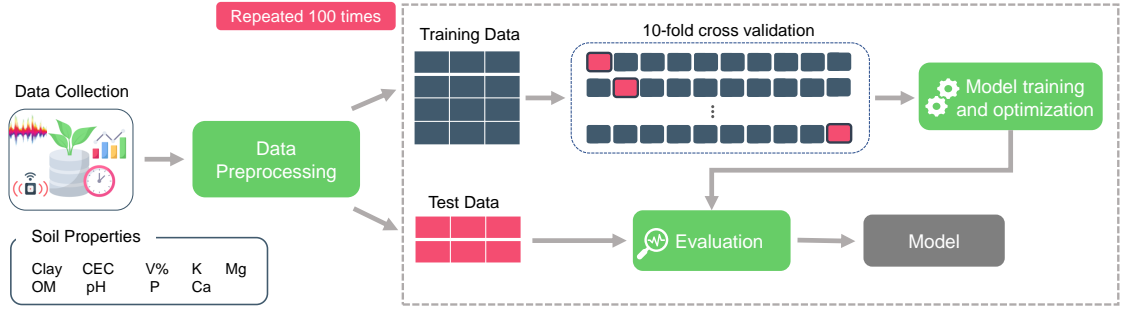 Repeated 100 times
Data Collection
Data
Preprocessing
Soil Properties
Clay CEC V% K Mg
OM pH P Ca
Training Data
10-fold cross validation
Model training
and optimization
Test Data
Evaluation
Model